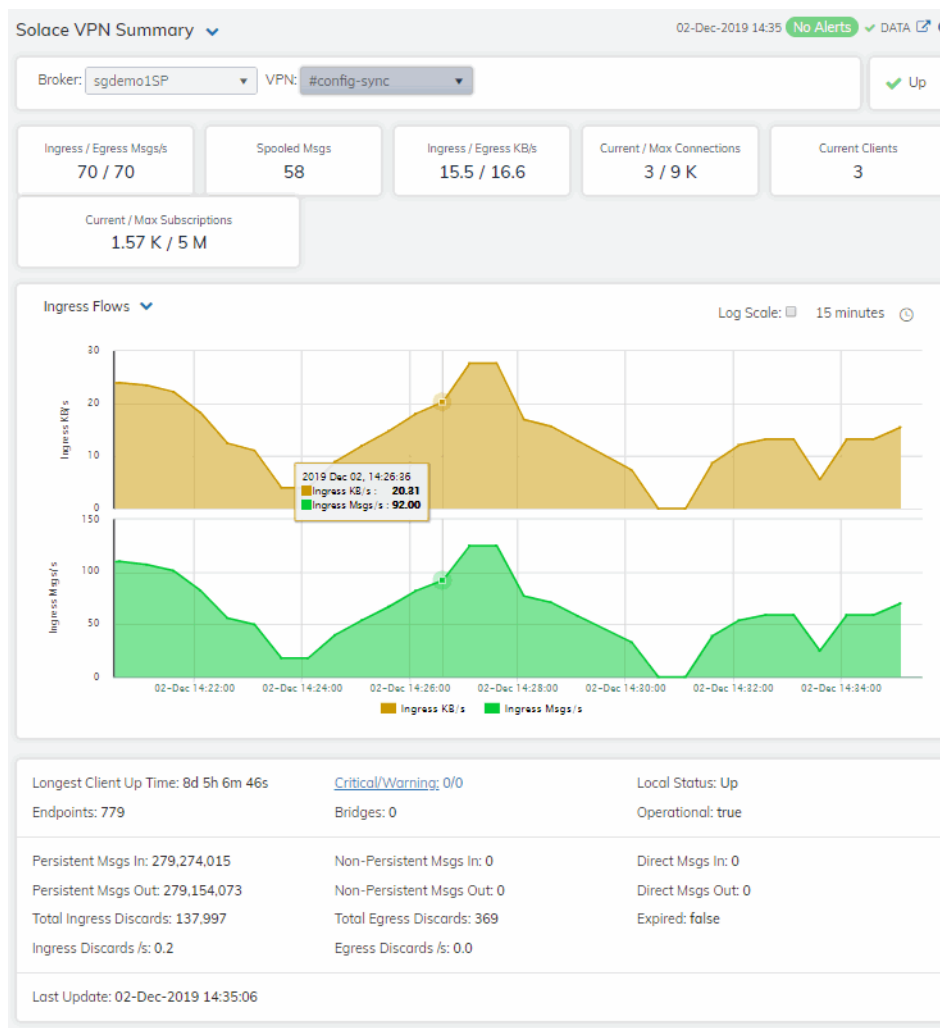 Solace VPN Summary
02-Dec-2019 14:35 No Alerts DATA
Broker: sgdemo1SP VPN: #config-sync Up
Ingress / Egress Msgs/s
70 / 70
Spooled Msgs
58
Ingress / Egress KB/s
15.5 / 16.6
Current / Max Connections
3 / 9 K
Current Clients
3
Current / Max Subscriptions
1.57 K / 5 M
Ingress Flows
Log Scale: 15 minutes
30
20
10
0
Ingress KB/s
2019 Dec 02, 14:26:36
Ingress KB/s : 20.31
Ingress Msgs/s : 92.00
150
100
50
0
Ingress Msgs/s
02-Dec 14:22:00 02-Dec 14:24:00 02-Dec 14:26:00 02-Dec 14:28:00 02-Dec 14:30:00 02-Dec 14:32:00 02-Dec 14:34:00
Ingress KB/s Ingress Msgs/s
Longest Client Up Time: 8d 5h 6m 46s Critical/Warning: 0/0 Local Status: Up
Endpoints: 779 Bridges: 0 Operational: true
Persistent Msgs In: 279,274,015 Non-Persistent Msgs In: 0 Direct Msgs In: 0
Persistent Msgs Out: 279,154,073 Non-Persistent Msgs Out: 0 Direct Msgs Out: 0
Total Ingress Discards: 137,997 Total Egress Discards: 369 Expired: false
Ingress Discards /s: 0.2 Egress Discards /s: 0.0
Last Update: 02-Dec-2019 14:35:06